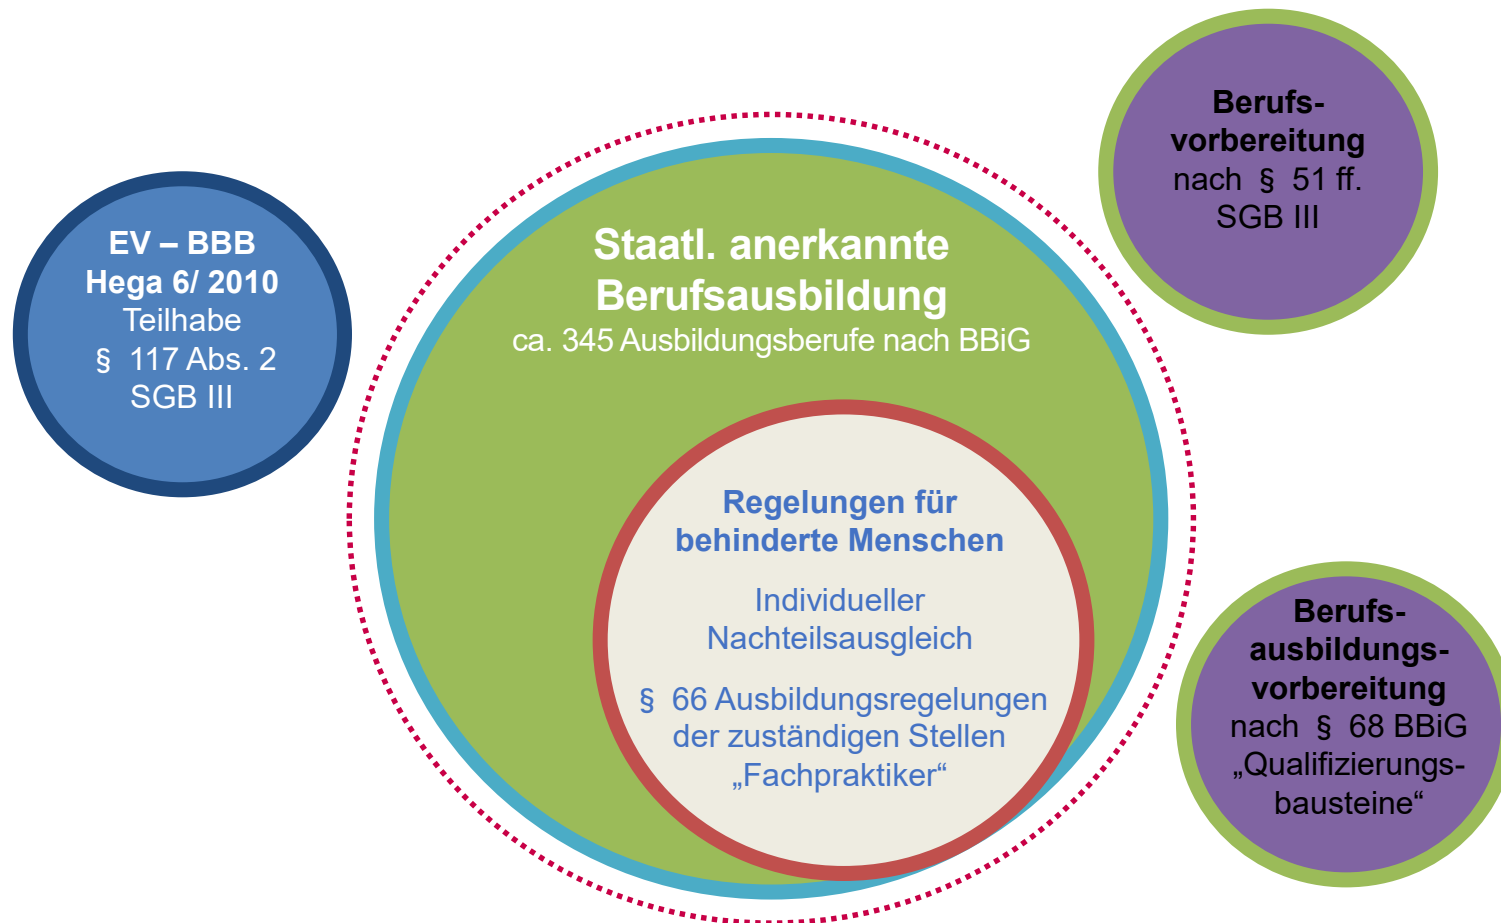 EV – BBB
Hega 6/ 2010
Teilhabe
§ 117 Abs. 2
SGB III
Staatl. anerkannte
Berufsausbildung
ca. 345 Ausbildungsberufe nach BBiG
Regelungen für
behinderte Menschen
Individueller
Nachteilsausgleich
§ 66 Ausbildungsregelungen
der zuständigen Stellen
„Fachpraktiker“
Berufs-
vorbereitung
nach § 51 ff.
SGB III
Berufs-
ausbildungs-
vorbereitung
nach § 68 BBiG
„Qualifizierungs-
bausteine“